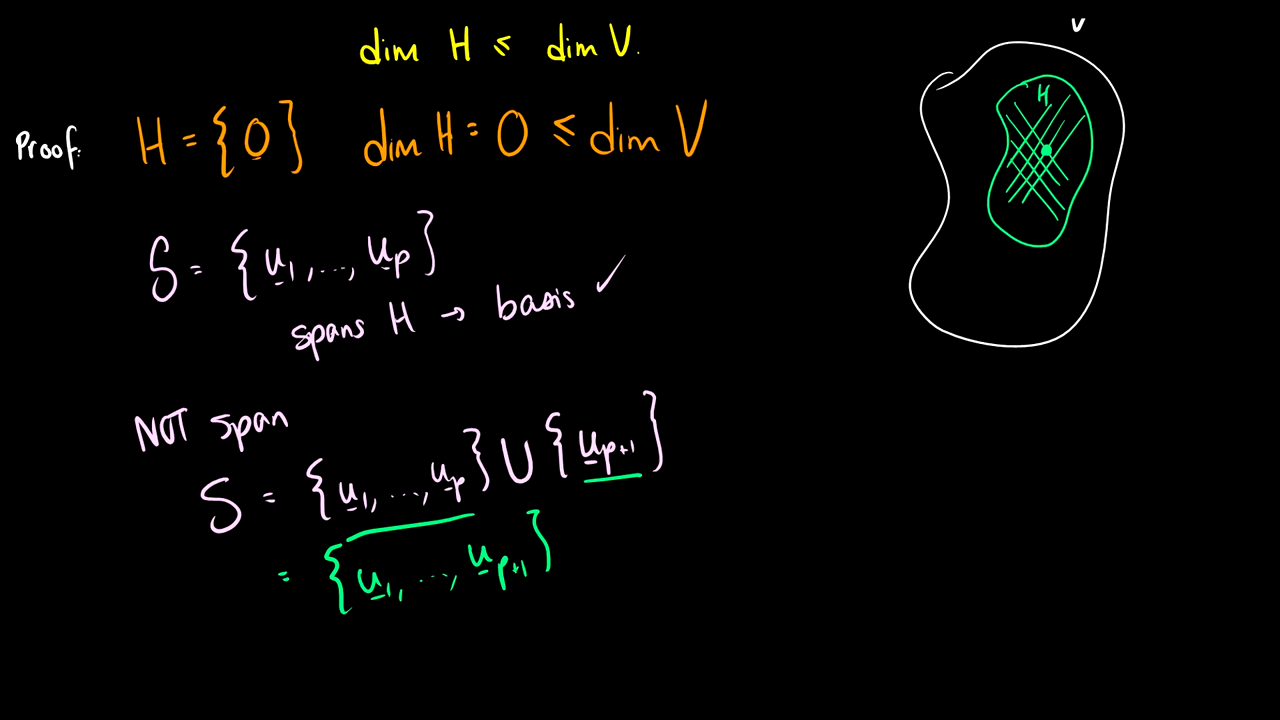 dim H ≤ dim V.
V
H
Proof: H = {0} dim H = 0 ≤ dim V
S = {u₁, ..., uₚ}
spans H → basis ✓
NOT span
S = {u₁, ..., uₚ} ∪ {uₚ₊₁}
= {u₁, ..., uₚ₊₁}